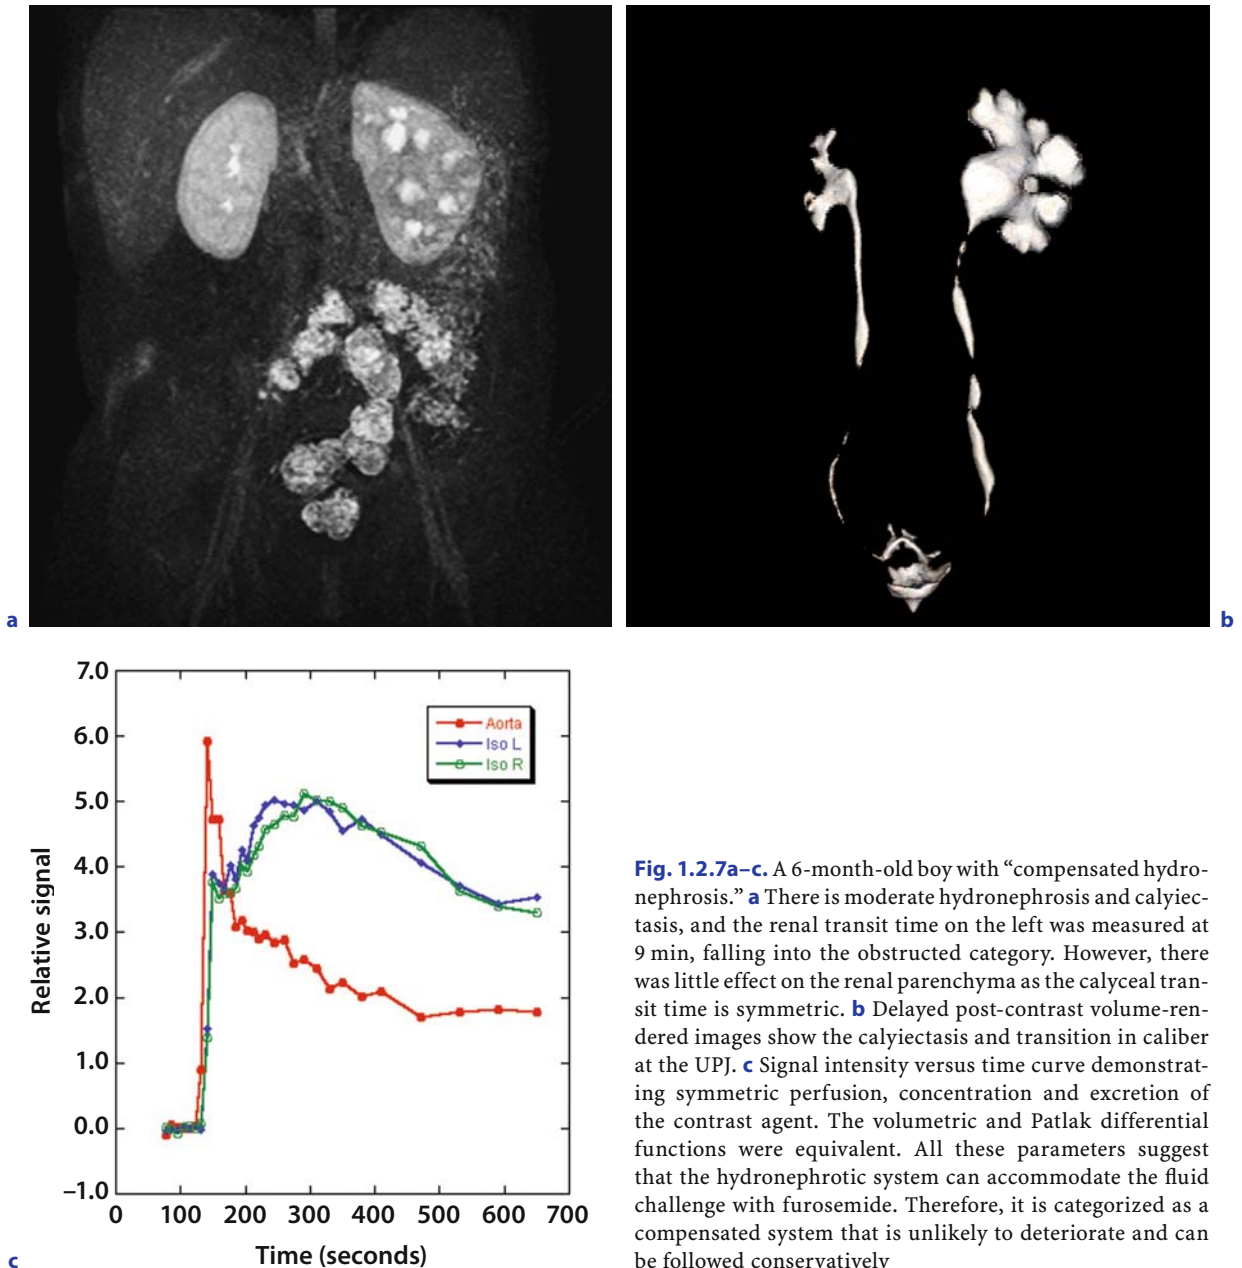 a
b
7.0
6.0
5.0
4.0
3.0
2.0
1.0
0.0
–1.0
Relative signal
Aorta
Iso L
Iso R
0 100 200 300 400 500 600 700
Time (seconds)
c
Fig. 1.2.7a–c. A 6-month-old boy with “compensated hydro-
nephrosis.” a There is moderate hydronephrosis and calyiec-
tasis, and the renal transit time on the left was measured at
9 min, falling into the obstructed category. However, there
was little effect on the renal parenchyma as the calyceal tran-
sit time is symmetric. b Delayed post-contrast volume-ren-
dered images show the calyiectasis and transition in caliber
at the UPJ. c Signal intensity versus time curve demonstrat-
ing symmetric perfusion, concentration and excretion of
the contrast agent. The volumetric and Patlak differential
functions were equivalent. All these parameters suggest
that the hydronephrotic system can accommodate the fluid
challenge with furosemide. Therefore, it is categorized as a
compensated system that is unlikely to deteriorate and can
be followed conservatively